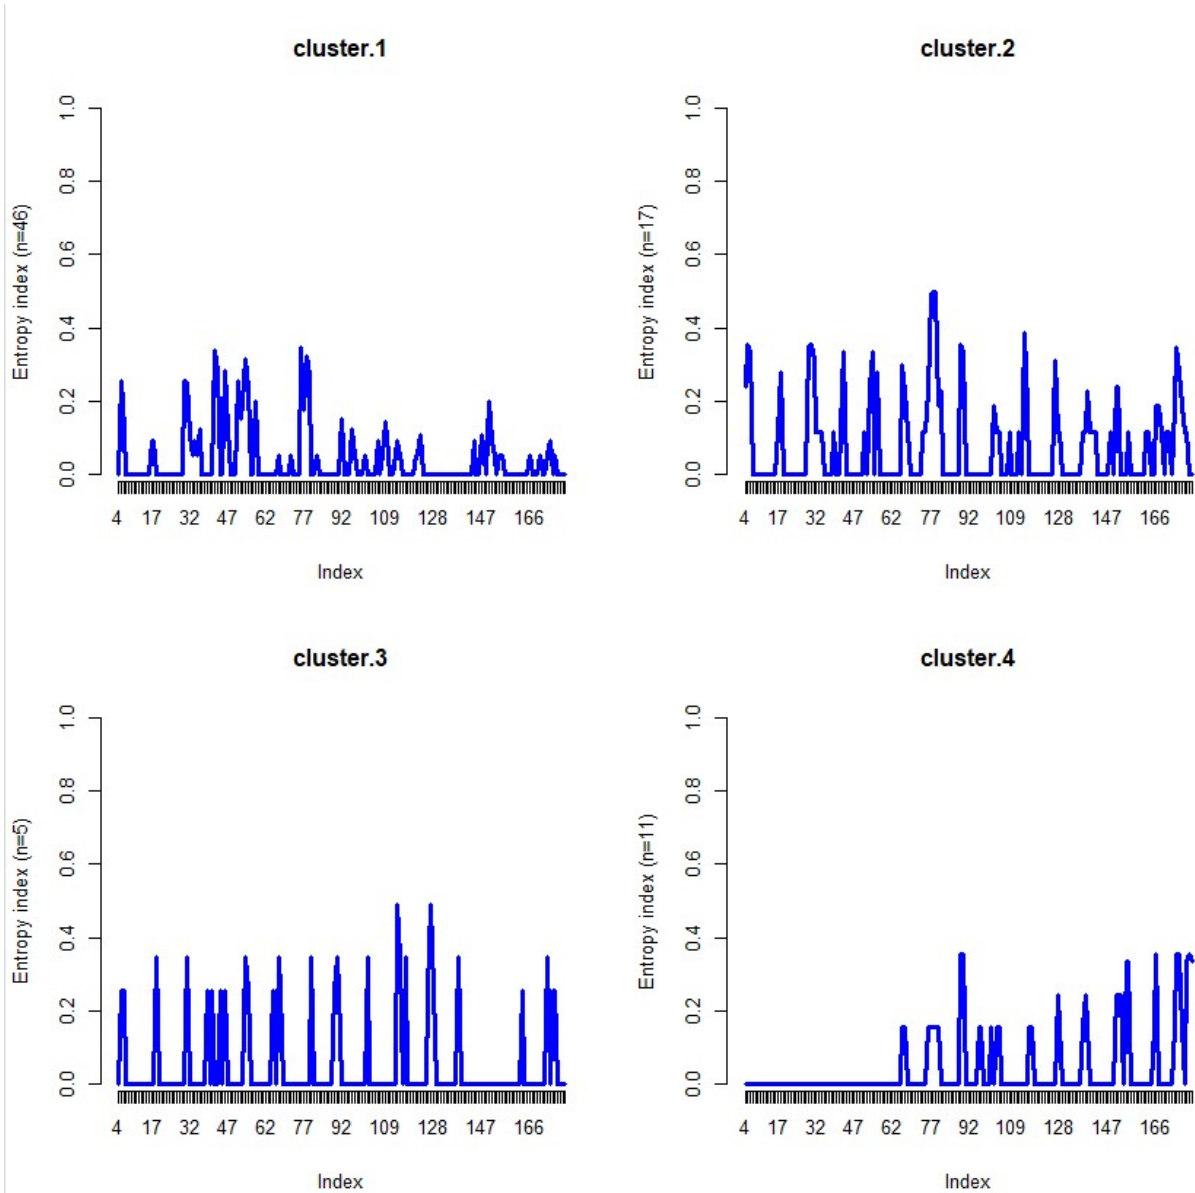 cluster.1
Entropy index (n=46)
0.0 0.2 0.4 0.6 0.8 1.0
4 17 32 47 62 77 92 109 128 147 166
Index
cluster.2
Entropy index (n=17)
0.0 0.2 0.4 0.6 0.8 1.0
4 17 32 47 62 77 92 109 128 147 166
Index
cluster.3
Entropy index (n=5)
0.0 0.2 0.4 0.6 0.8 1.0
4 17 32 47 62 77 92 109 128 147 166
Index
cluster.4
Entropy index (n=11)
0.0 0.2 0.4 0.6 0.8 1.0
4 17 32 47 62 77 92 109 128 147 166
Index